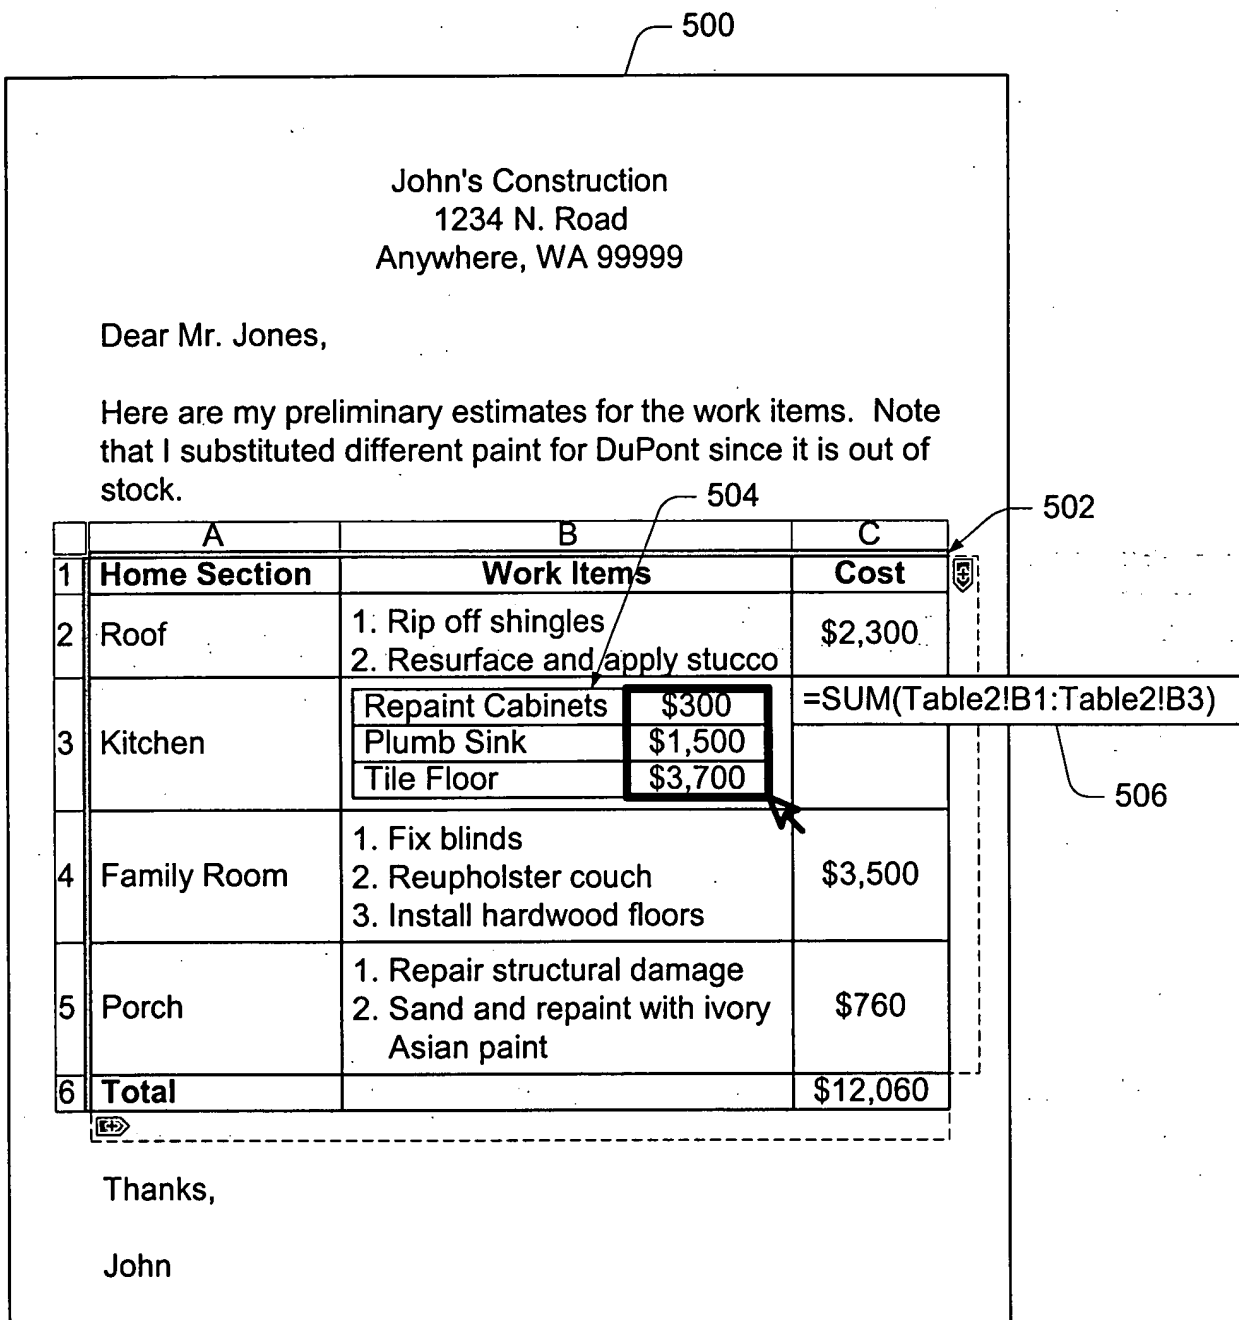 500
John's Construction
1234 N. Road
Anywhere, WA 99999
Dear Mr. Jones,
Here are my preliminary estimates for the work items. Note
that I substituted different paint for DuPont since it is out of
stock.
504
502
A B C
1 Home Section Work Items Cost
2 Roof 1. Rip off shingles $2,300
2. Resurface and apply stucco
3 Kitchen Repaint Cabinets $300 =SUM(Table2!B1:Table2!B3)
Plumb Sink $1,500
Tile Floor $3,700
506
4 Family Room 1. Fix blinds $3,500
2. Reupholster couch
3. Install hardwood floors
5 Porch 1. Repair structural damage $760
2. Sand and repaint with ivory
Asian paint
6 Total $12,060
Thanks,
John